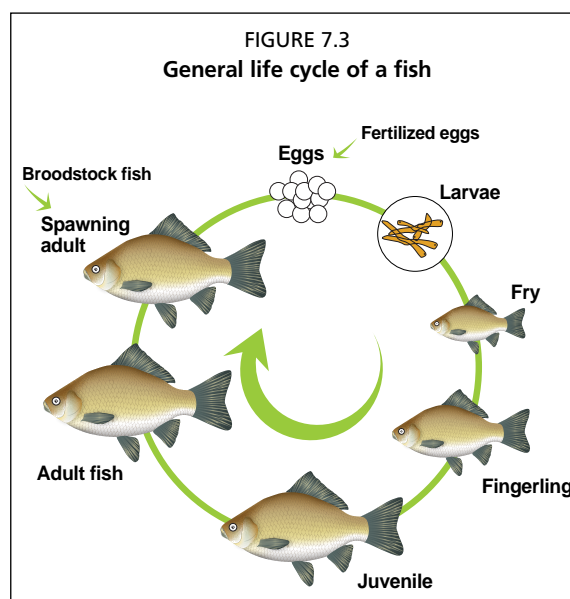 FIGURE 7.3
General life cycle of a fish
Fertilized eggs
Eggs
Broodstock fish
Larvae
Spawning
adult
Fry
Adult fish
Fingerling
Juvenile